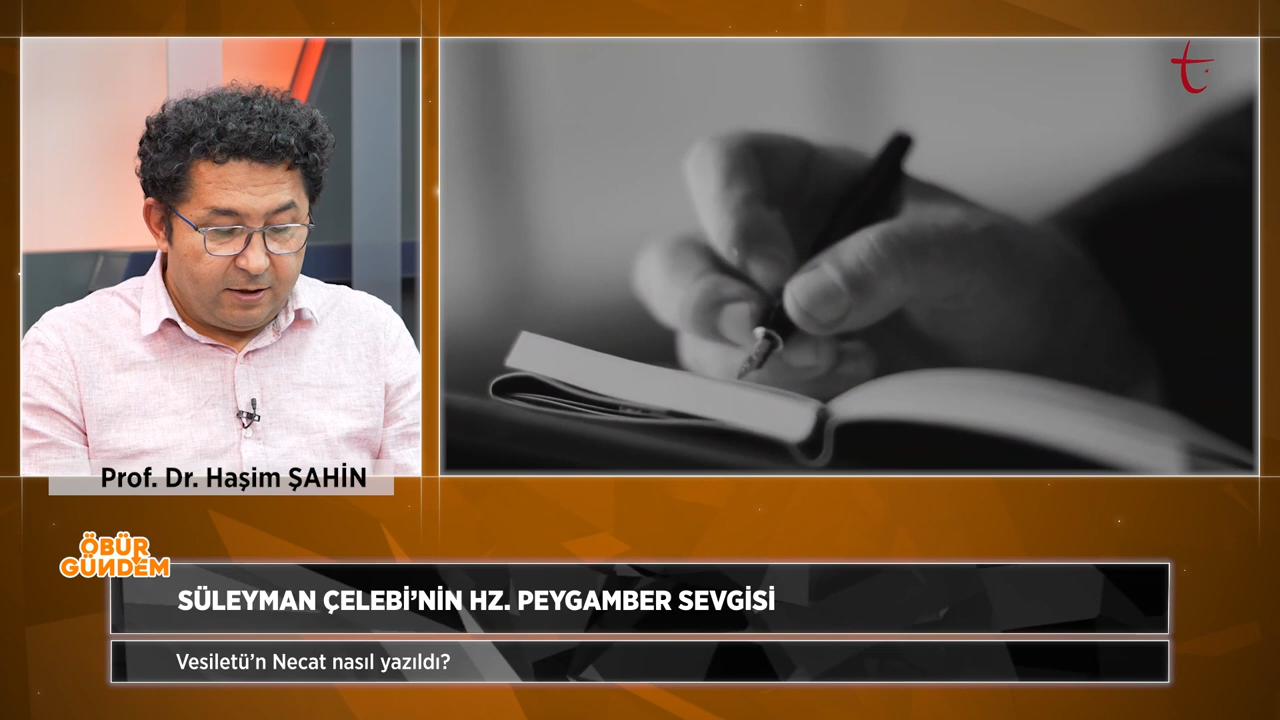 Prof. Dr. Haşim ŞAHİN
ÖBÜR
GÜNDEM
SÜLEYMAN ÇELEBİ’NİN HZ. PEYGAMBER SEVGİSİ
Vesiletü’n Necat nasıl yazıldı?